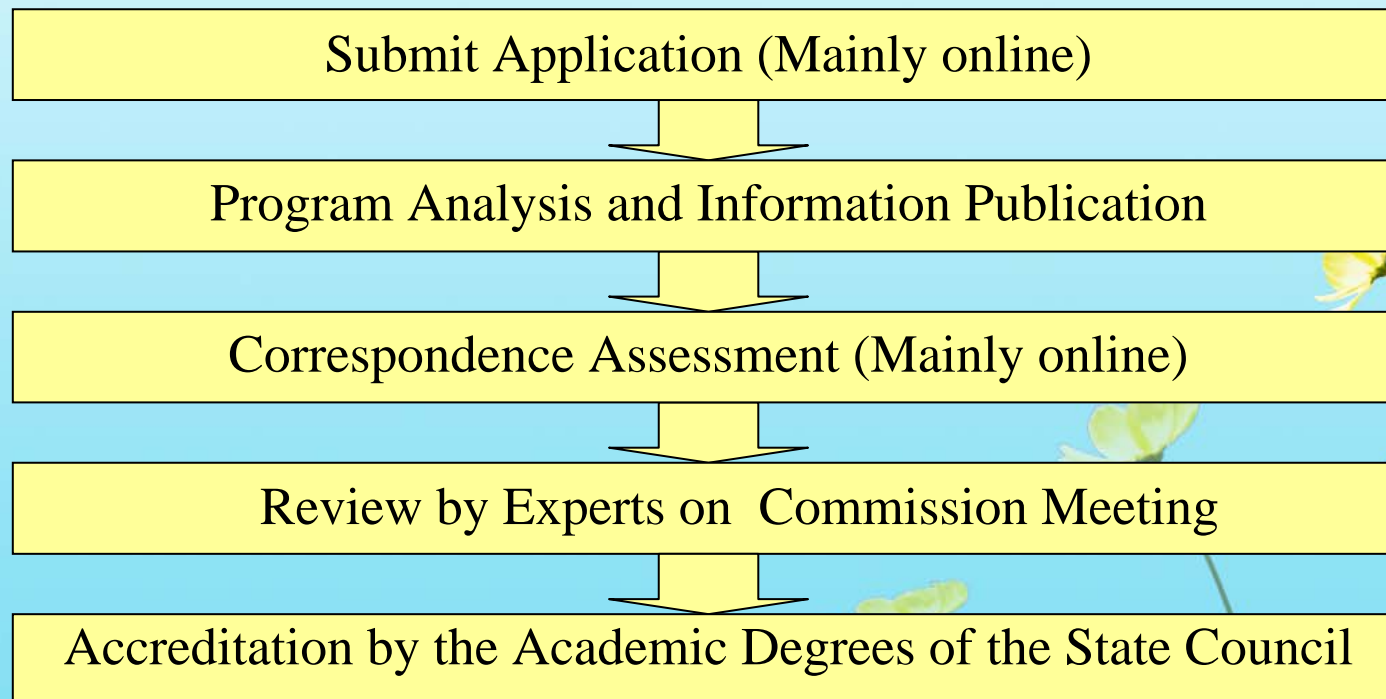 Submit Application (Mainly online)
Program Analysis and Information Publication
Correspondence Assessment (Mainly online)
Review by Experts on  Commission Meeting
Accreditation by the Academic Degrees of the State Council